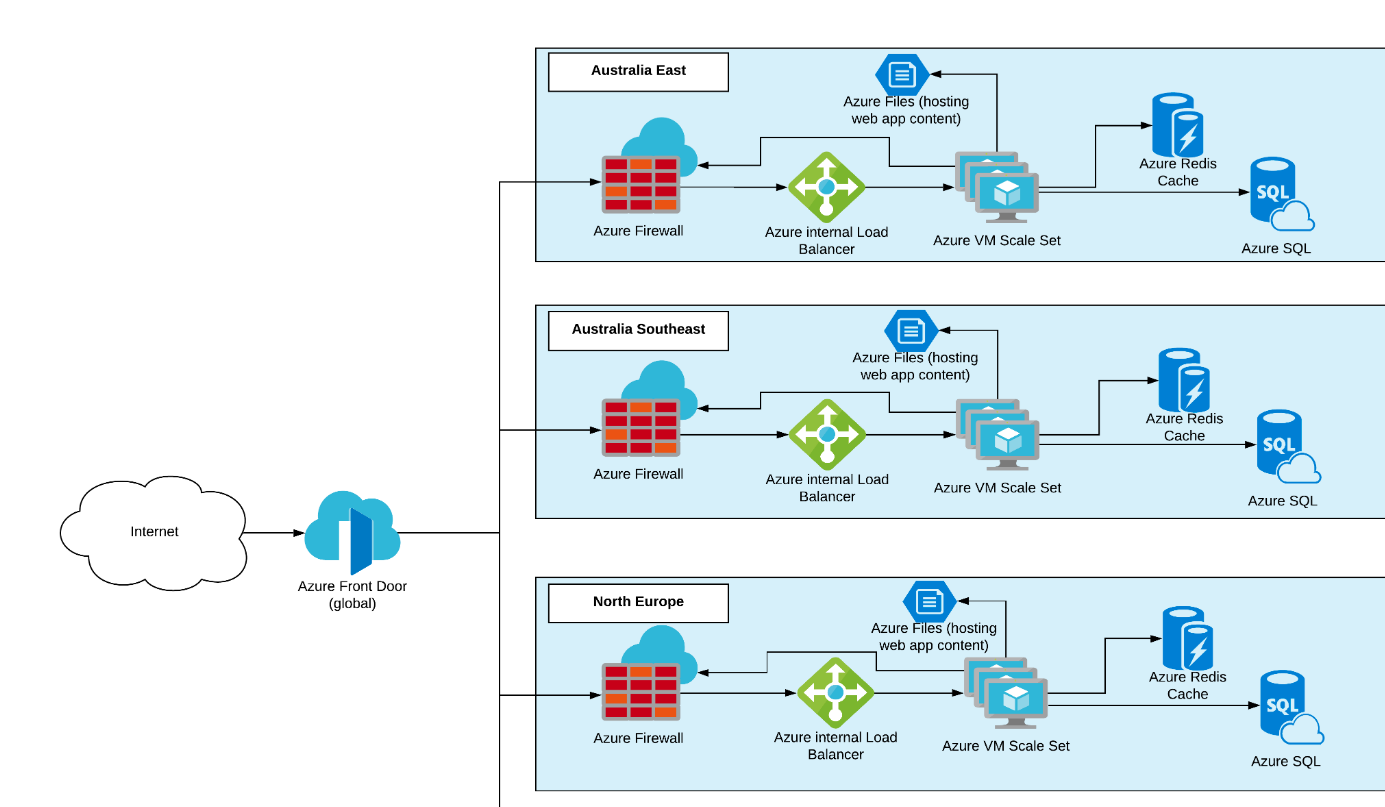 Australia East
Azure Files (hosting
web app content)
Azure Redis
Cache
SQL
Azure Firewall
Azure internal Load
Balancer
Azure VM Scale Set
Azure SQL
Australia Southeast
Azure Files (hosting
web app content)
Azure Redis
Cache
SQL
Azure Firewall
Azure internal Load
Balancer
Azure VM Scale Set
Azure SQL
Internet
Azure Front Door
(global)
North Europe
Azure Files (hosting
web app content)
Azure Redis
Cache
SQL
Azure Firewall
Azure internal Load
Balancer
Azure VM Scale Set
Azure SQL